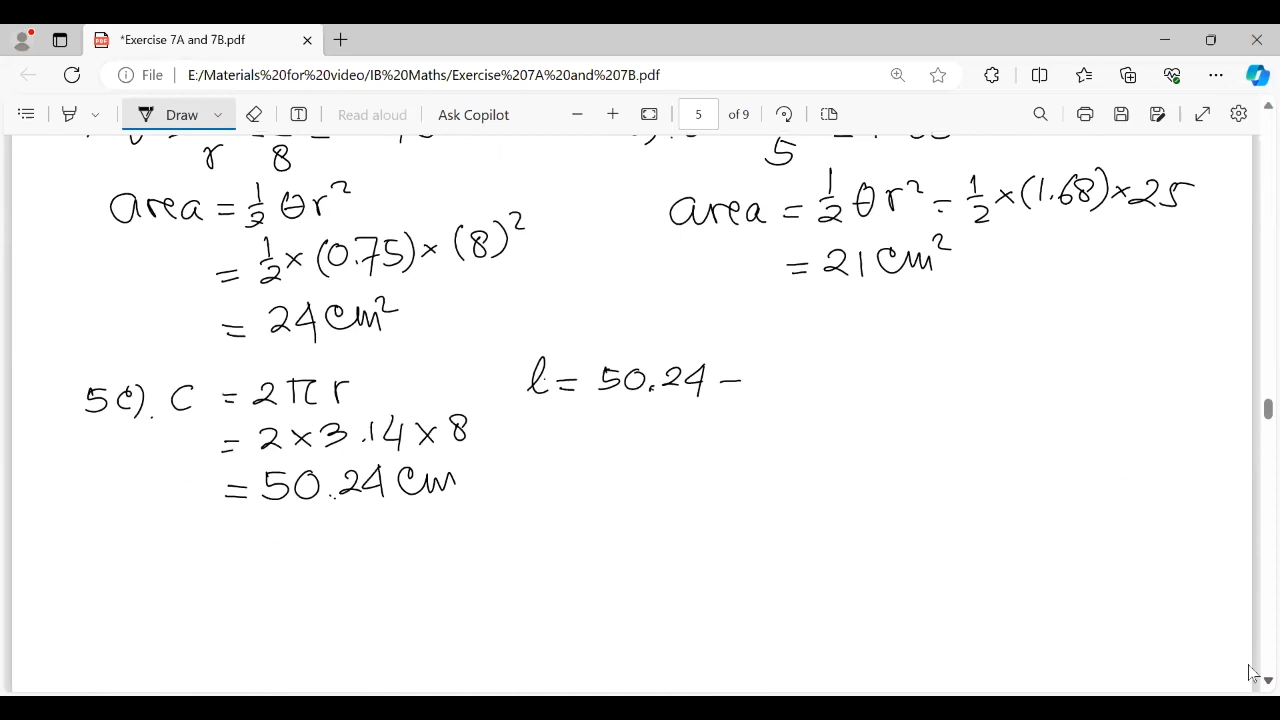 *Exercise 7A and 7B.pdf
File E:/Materials%20for%20video/IB%20Maths/Exercise%207A%20and%207B.pdf
Draw Read aloud Ask Copilot 5 of 9
r 8
5
area = 1/2 θ r²
= 1/2 × (0.75) × (8)²
= 24 cm²
area = 1/2 θ r² = 1/2 × (1.68) × 25
= 21 cm²
5c). C = 2πr
= 2 × 3.14 × 8
= 50.24 cm
l = 50.24 –